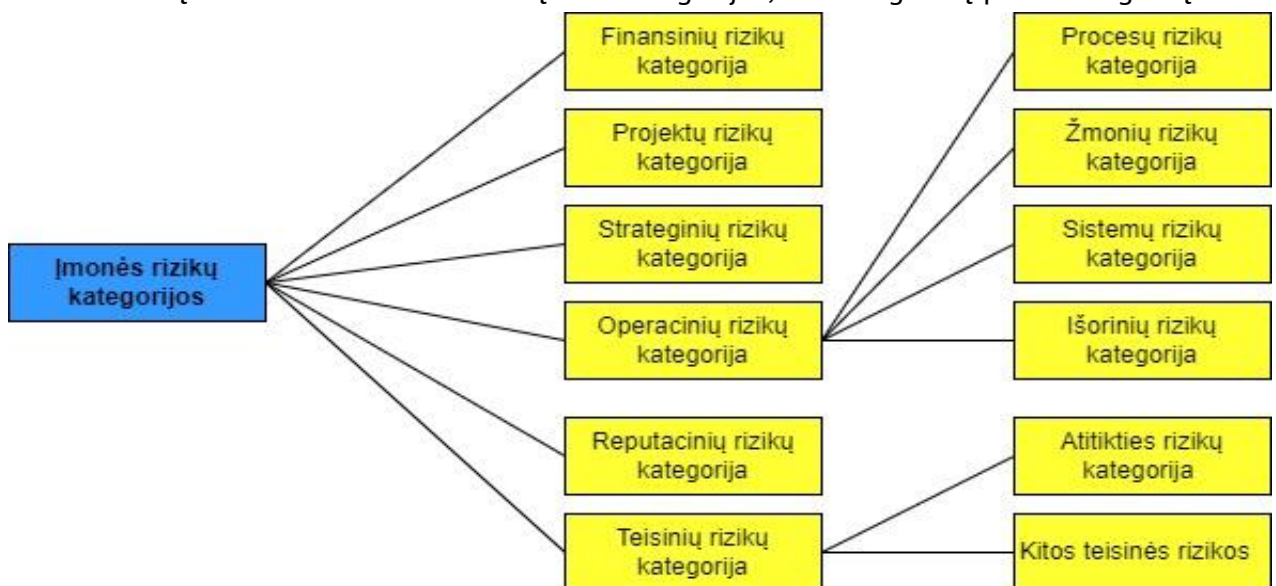 Finansinių rizikų
kategorija
Projektų rizikų
kategorija
Strateginių rizikų
kategorija
Įmonės rizikų
kategorijos
Operacinių rizikų
kategorija
Reputacinių rizikų
kategorija
Teisinių rizikų
kategorija
Procesų rizikų
kategorija
Žmonių rizikų
kategorija
Sistemų rizikų
kategorija
Išorinių rizikų
kategorija
Atitikties rizikų
kategorija
Kitos teisinės rizikos